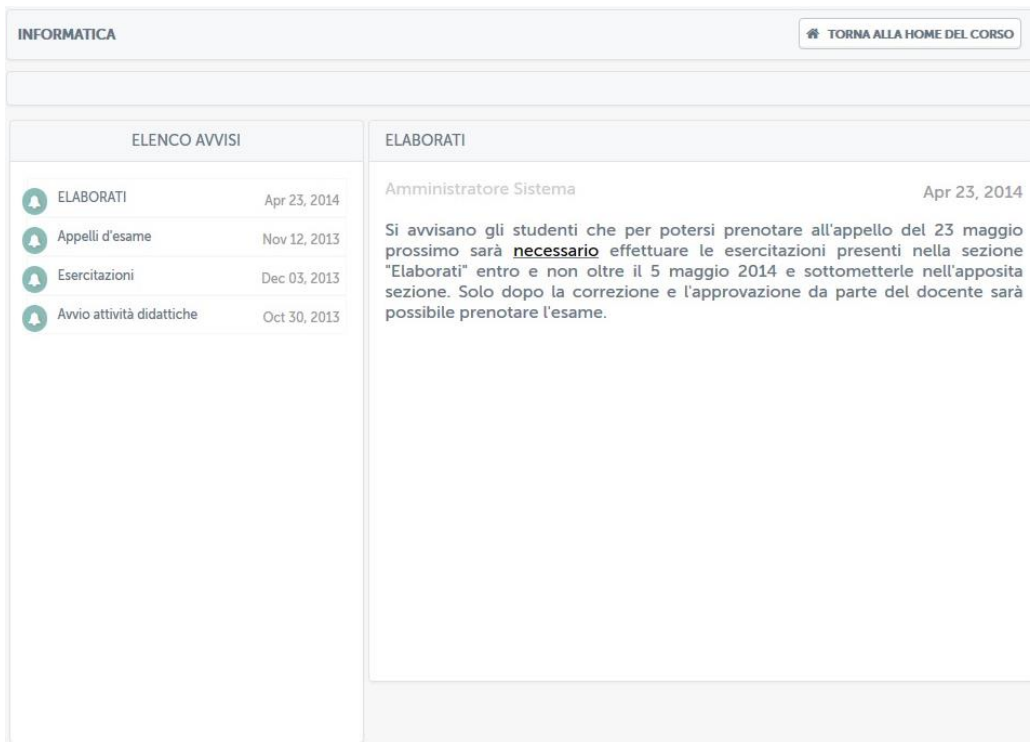 INFORMATICA
TORNA ALLA HOME DEL CORSO
ELENCO AVVISI
ELABORATI Apr 23, 2014
Appelli d'esame Nov 12, 2013
Esercitazioni Dec 03, 2013
Avvio attività didattiche Oct 30, 2013
ELABORATI
Amministratore Sistema Apr 23, 2014
Si avvisano gli studenti che per potersi prenotare all'appello del 23 maggio
prossimo sarà necessario effettuare le esercitazioni presenti nella sezione
"Elaborati" entro e non oltre il 5 maggio 2014 e sottometterle nell'apposita
sezione. Solo dopo la correzione e l'approvazione da parte del docente sarà
possibile prenotare l'esame.